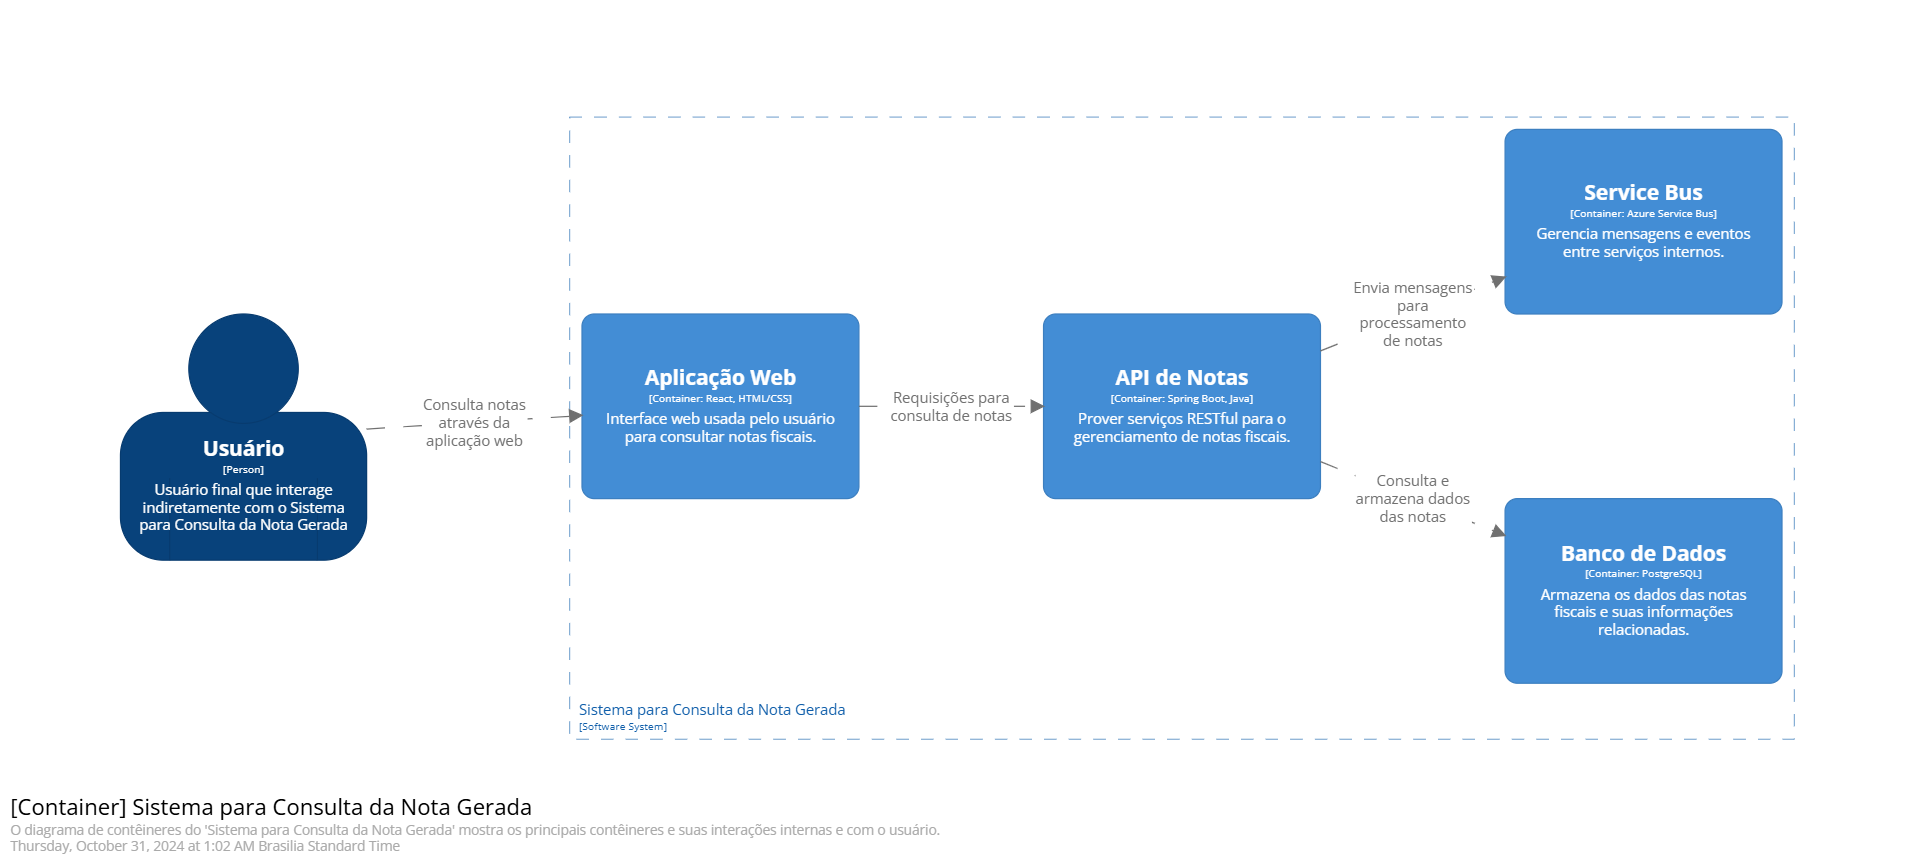 Usuário
[Person]
Usuário final que interage
indiretamente com o Sistema
para Consulta da Nota Gerada
Consulta notas
através da
aplicação web
Aplicação Web
[Container: React, HTML/CSS]
Interface web usada pelo usuário
para consultar notas fiscais.
Requisições para
consulta de notas
API de Notas
[Container: Spring Boot, Java]
Prover serviços RESTful para o
gerenciamento de notas fiscais.
Envia mensagens
para
processamento
de notas
Service Bus
[Container: Azure Service Bus]
Gerencia mensagens e eventos
entre serviços internos.
Consulta e
armazena dados
das notas
Banco de Dados
[Container: PostgreSQL]
Armazena os dados das notas
fiscais e suas informações
relacionadas.
Sistema para Consulta da Nota Gerada
[Software System]
[Container] Sistema para Consulta da Nota Gerada
O diagrama de contêineres do 'Sistema para Consulta da Nota Gerada' mostra os principais contêineres e suas interações internas e com o usuário.
Thursday, October 31, 2024 at 1:02 AM Brasilia Standard Time